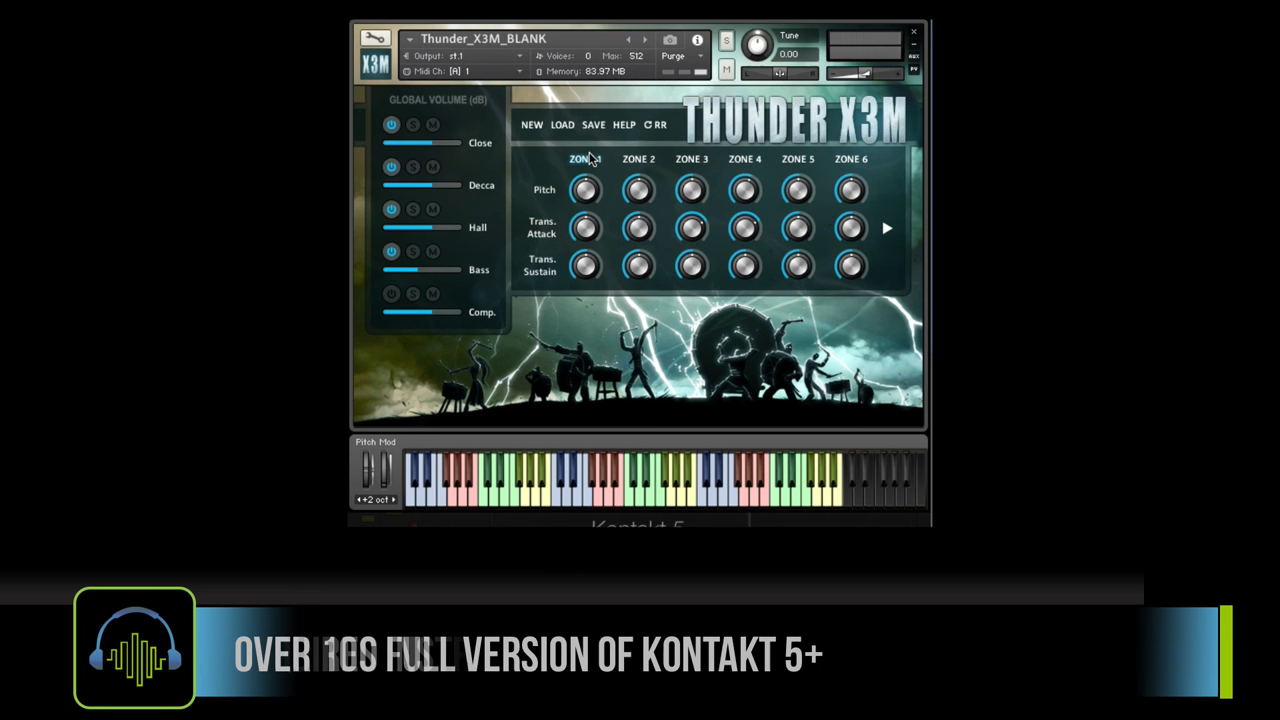 Thunder_X3M_BLANK
Output: st.1 Voices: 0 Max: 512 Purge
Midi Ch: [A] 1 Memory: 83.97 MB
X3M
S
M
Tune
0.00
L R
AUX
PV
GLOBAL VOLUME (dB)
S M
Close
S M
Decca
S M
Hall
S M
Bass
S M
Comp.
THUNDER X3M
NEW LOAD SAVE HELP RR
ZONE 2 ZONE 3 ZONE 4 ZONE 5 ZONE 6
Pitch
Trans.
Attack
Trans.
Sustain
Pitch Mod
+2 oct
Kontakt 5
OVER FULL VERSION OF KONTAKT 5+